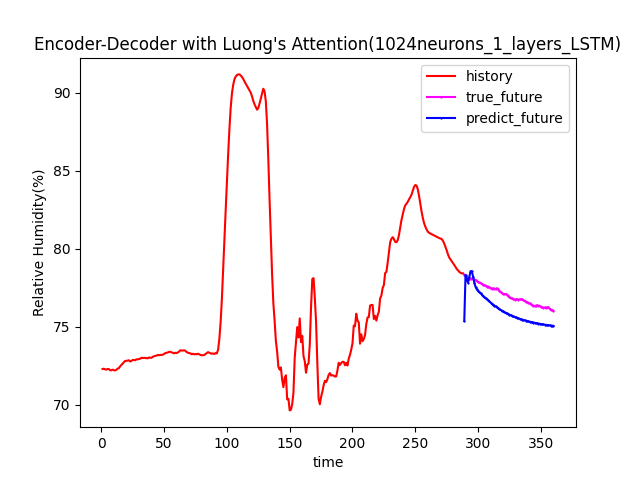 Encoder-Decoder with Luong's Attention(1024neurons_1_layers_LSTM)
history
true_future
predict_future
Relative Humidity(%)
90
85
80
75
70
0 50 100 150 200 250 300 350
time